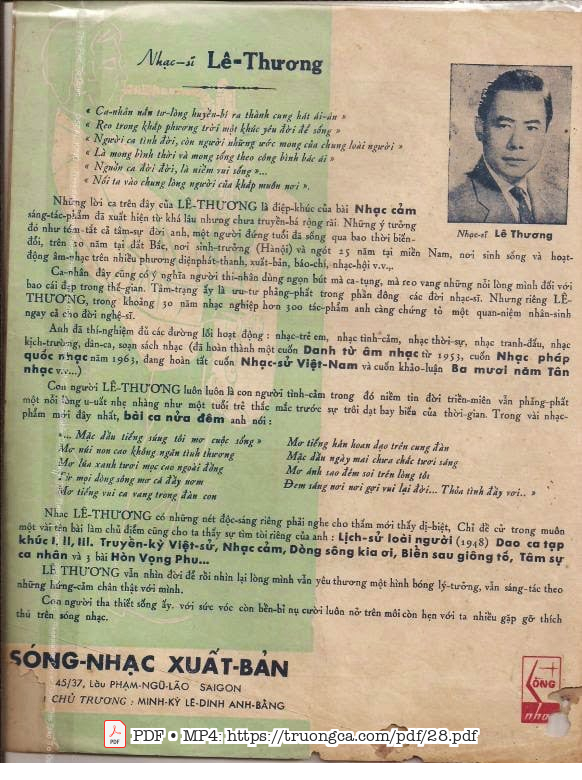 Nhạc-sĩ Lê-Thương
« Ca-nhân nắn tơ-lòng huyền-bí ra thành cung hát ái-ân »
« Reo trong khắp phương trời một khúc yêu đời để sống »
« Người ca tình đời, còn người những ước mong của chung loài người »
« Là mong bình thời và mong sống theo công bình bác ái »
« Nguồn ca đời đời, là niềm vui sống...
« Nối ta vào chung lòng người của khắp muôn nơi ».
Nhạc-sĩ Lê Thương
Những lời ca trên đây của LÊ-THƯƠNG là điệp-khúc của bài Nhạc cảm
sáng-tác-phẩm đã xuất hiện từ khá lâu nhưng chưa truyền-bá rộng rãi. Những ý tưởng
đó như tóm-tắt cả tâm-sự đời anh, một người đứng tuổi đã sống qua bao thời biến-
đổi, trên 20 năm tại đất Bắc, nơi sinh-trưởng (Hànội) và ngót 25 năm tại miền Nam, nơi sinh sống và hoạt-
động âm-nhạc trên nhiều phương diệnphát-thanh, xuất-bản, báo-chí, nhạc-hội v.v.,.
Ca-nhân đây cũng có ý nghĩa người thi-nhân dùng ngọn bút mà ca-tụng, mà reo vang những nỗi lòng mình đối với
bao cái đẹp trong thế-gian. Tâm-trạng ấy là ưu-tư phảng-phất trong phần đông các đời nhạc-sĩ. Nhưng riêng LÊ-
THƯƠNG, trong khoảng 30 năm nhạc nghiệp hơn 300 tác-phẩm anh càng chứng tỏ một quan-niệm nhân-sinh
ngay cả cho đời nghệ-sĩ.
Anh đã thí-nghiệm đủ các đường lối hoạt động : nhạc-trẻ em, nhạc tình-cảm, nhạc thời-sự, nhạc tranh-đấu, nhạc
kịch-trường, dân-ca, soạn sách nhạc (đã hoàn thành một cuốn Danh từ âm nhạc từ 1953, cuốn Nhạc pháp
quốc nhạc năm 1963, đang hoàn tất cuốn Nhạc-sử Việt-Nam và cuốn khảo-luận Ba mươi năm Tân
nhạc v.v...)
Con người LÊ-THƯƠNG luôn luôn là con người tình-cảm trong đó niềm tin đời triền-miên vẫn phảng-phất
một nỗi lòng u-uất nhẹ nhàng như một tuổi trẻ thắc mắc trước sự trôi dạt bay biến của thời-gian. Trong vài nhạc-
phẩm mới đây nhất, bài ca nửa đêm anh nói :
«... Mặc dầu tiếng súng tôi mơ cuộc sống »
Mơ núi non cao không ngăn tình thương
Mơ lúa xanh tươi mọc cao ngoài đồng
Từ mọi dòng sông mơ cá đầy nơm
Mơ tiếng vui ca vang trong đàn con
Mơ tiếng hân hoan dạo trên cung đàn
Mặc dầu ngày mai chưa chắc tươi sáng
Mơ ánh sao đêm soi trên lòng tôi
Đem sáng nơi nơi gợi vui lại đời... Thỏa tình đầy vơi.. »
Nhạc LÊ-THƯƠNG có những nét độc-sáng riêng phải nghe cho thấm mới thấy dị-biệt, Chỉ đề cử trong muôn
một vài tên bài làm chủ điểm cũng cho ta thấy sự tìm tòi riêng của anh : Lịch-sử loài người (1948) Dao ca tạp
khúc I, II, III. Truyền-kỳ Việt-sử, Nhạc cảm, Dòng sông kia ơi, Biển sau giông tố, Tâm sự
ca nhân và 3 bài Hòn Vọng Phu...
LÊ THƯƠNG vẫn nhìn đời để rồi nhìn lại lòng mình vẫn yêu thương một hình bóng lý-tưởng, vẫn sáng-tác theo
những hứng-cảm chân thật với mình.
Con người tha thiết sống ấy. với sức vóc còn bền-bỉ nụ cười luôn nở trên môi còn hẹn với ta nhiều gặp gỡ thích
thú trên sóng nhạc.
SÓNG-NHẠC XUẤT-BẢN
45/37, Lầu PHẠM-NGŨ-LÃO SAIGON
CHỦ TRƯƠNG : MINH-KỲ LÊ-DINH ANH-BẰNG
SÓNG
nhạc
PDF • MP4: https://truongca.com/pdf/28.pdf